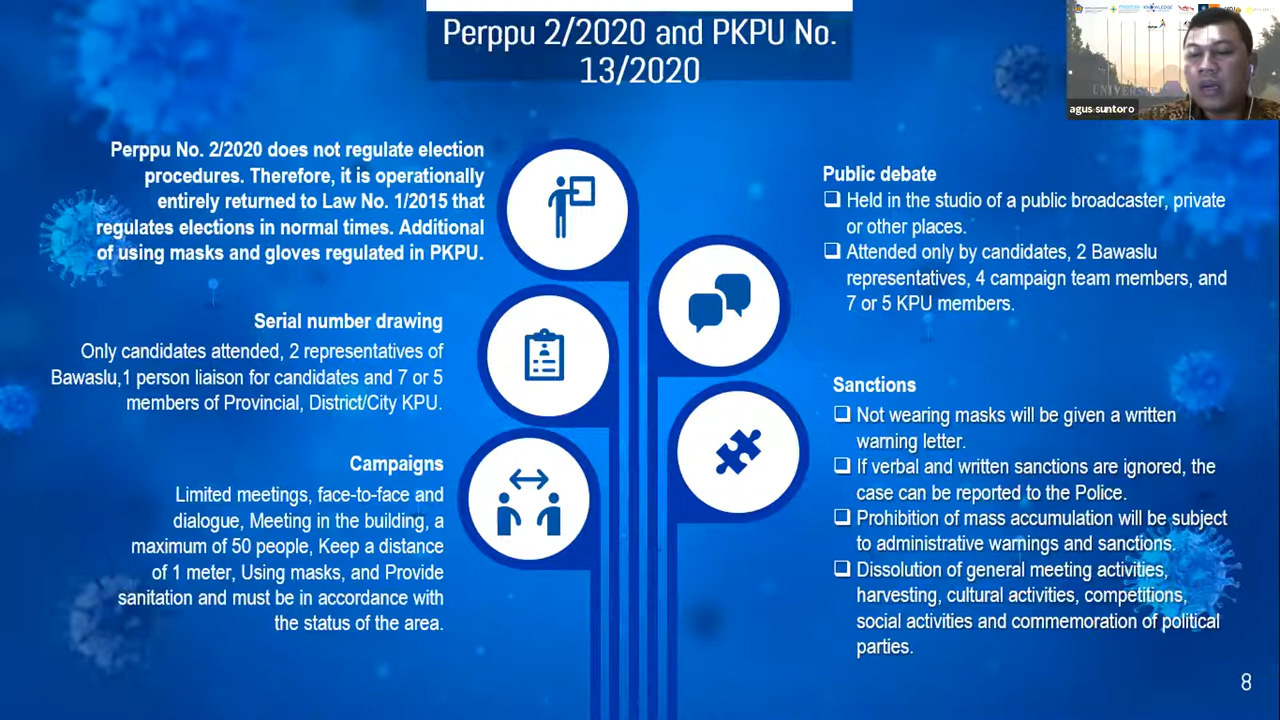 Perppu 2/2020 and PKPU No.
13/2020
KNOWLEDGE
UNIVERSIT
agus suntoro
Perppu No. 2/2020 does not regulate election
procedures. Therefore, it is operationally
entirely returned to Law No. 1/2015 that
regulates elections in normal times. Additional
of using masks and gloves regulated in PKPU.
Serial number drawing
Only candidates attended, 2 representatives of
Bawaslu,1 person liaison for candidates and 7 or 5
members of Provincial, District/City KPU.
Campaigns
Limited meetings, face-to-face and
dialogue, Meeting in the building, a
maximum of 50 people, Keep a distance
of 1 meter, Using masks, and Provide
sanitation and must be in accordance with
the status of the area.
Public debate
❑ Held in the studio of a public broadcaster, private
or other places.
❑ Attended only by candidates, 2 Bawaslu
representatives, 4 campaign team members, and
7 or 5 KPU members.
Sanctions
❑ Not wearing masks will be given a written
warning letter.
❑ If verbal and written sanctions are ignored, the
case can be reported to the Police.
❑ Prohibition of mass accumulation will be subject
to administrative warnings and sanctions.
❑ Dissolution of general meeting activities,
harvesting, cultural activities, competitions,
social activities and commemoration of political
parties.
8